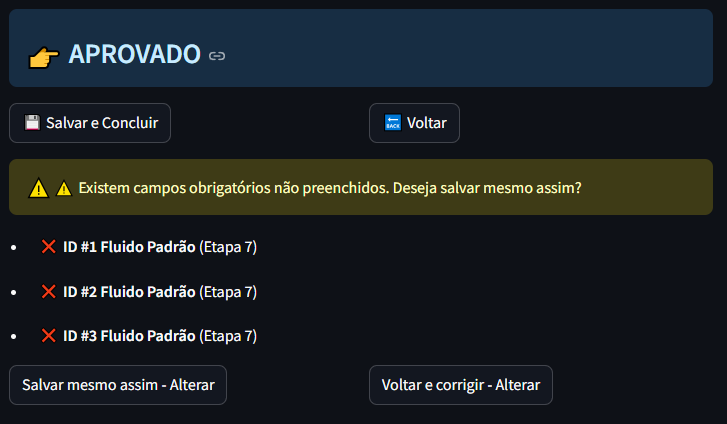 👉 APROVADO
💾 Salvar e Concluir
🔙 Voltar
⚠️ ⚠️ Existem campos obrigatórios não preenchidos. Deseja salvar mesmo assim?
• ❌ ID #1 Fluido Padrão (Etapa 7)
• ❌ ID #2 Fluido Padrão (Etapa 7)
• ❌ ID #3 Fluido Padrão (Etapa 7)
Salvar mesmo assim - Alterar
Voltar e corrigir - Alterar